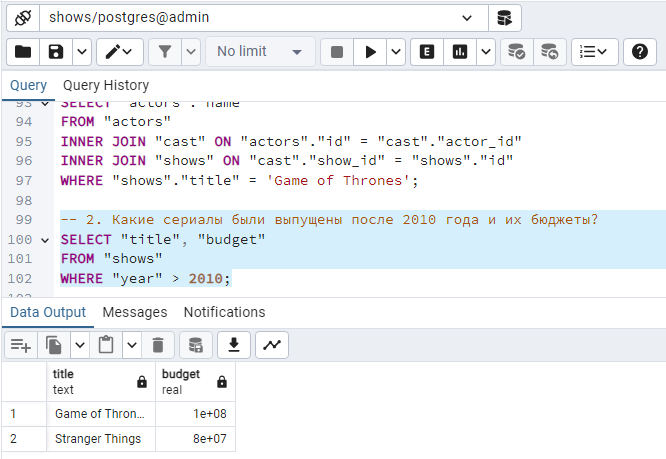 shows/postgres@admin
No limit
E
Query Query History
93 SELECT "actors"."name"
94 FROM "actors"
95 INNER JOIN "cast" ON "actors"."id" = "cast"."actor_id"
96 INNER JOIN "shows" ON "cast"."show_id" = "shows"."id"
97 WHERE "shows"."title" = 'Game of Thrones';
98
99 -- 2. Какие сериалы были выпущены после 2010 года и их бюджеты?
100 SELECT "title", "budget"
101 FROM "shows"
102 WHERE "year" > 2010;
Data Output Messages Notifications
title budget
text real
1 Game of Thron... 1e+08
2 Stranger Things 8e+07